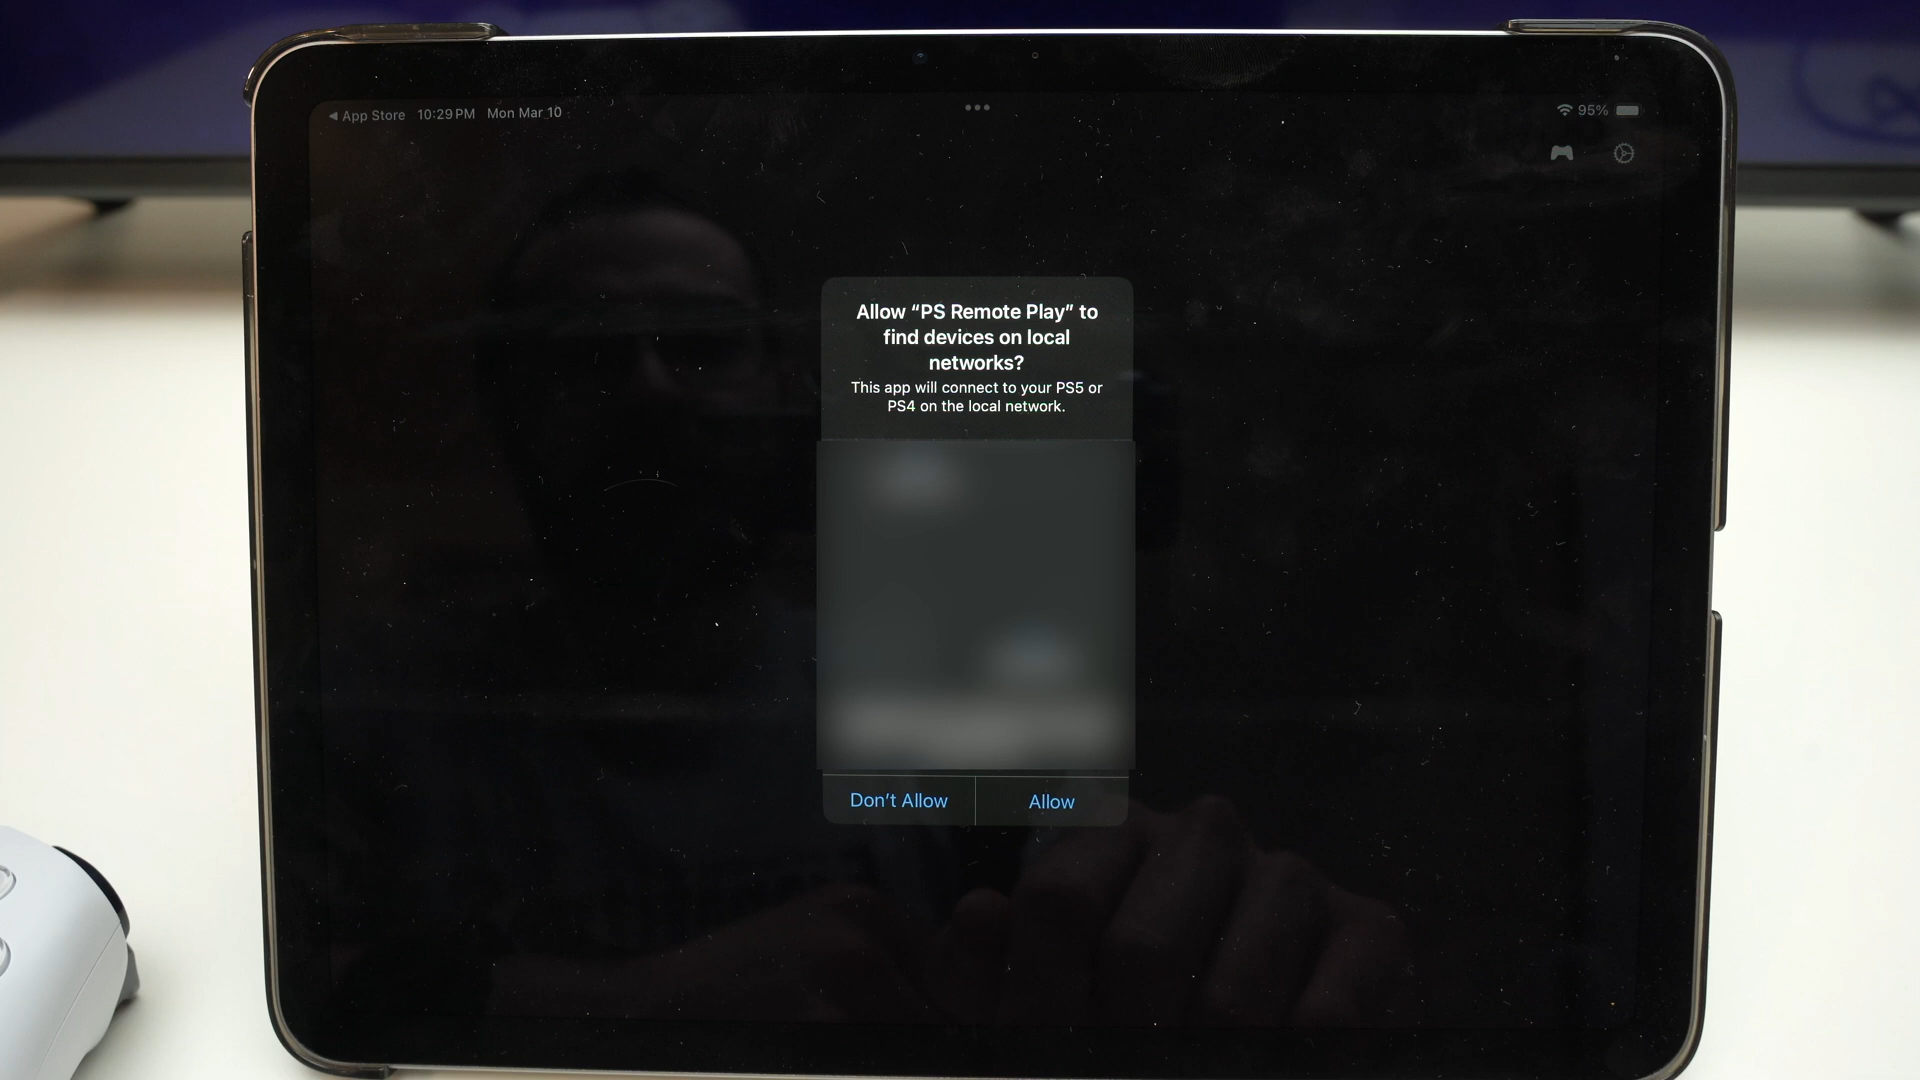 ◀ App Store 10:29 PM Mon Mar 10
95%
Allow “PS Remote Play” to
find devices on local
networks?
This app will connect to your PS5 or
PS4 on the local network.
Don’t Allow
Allow